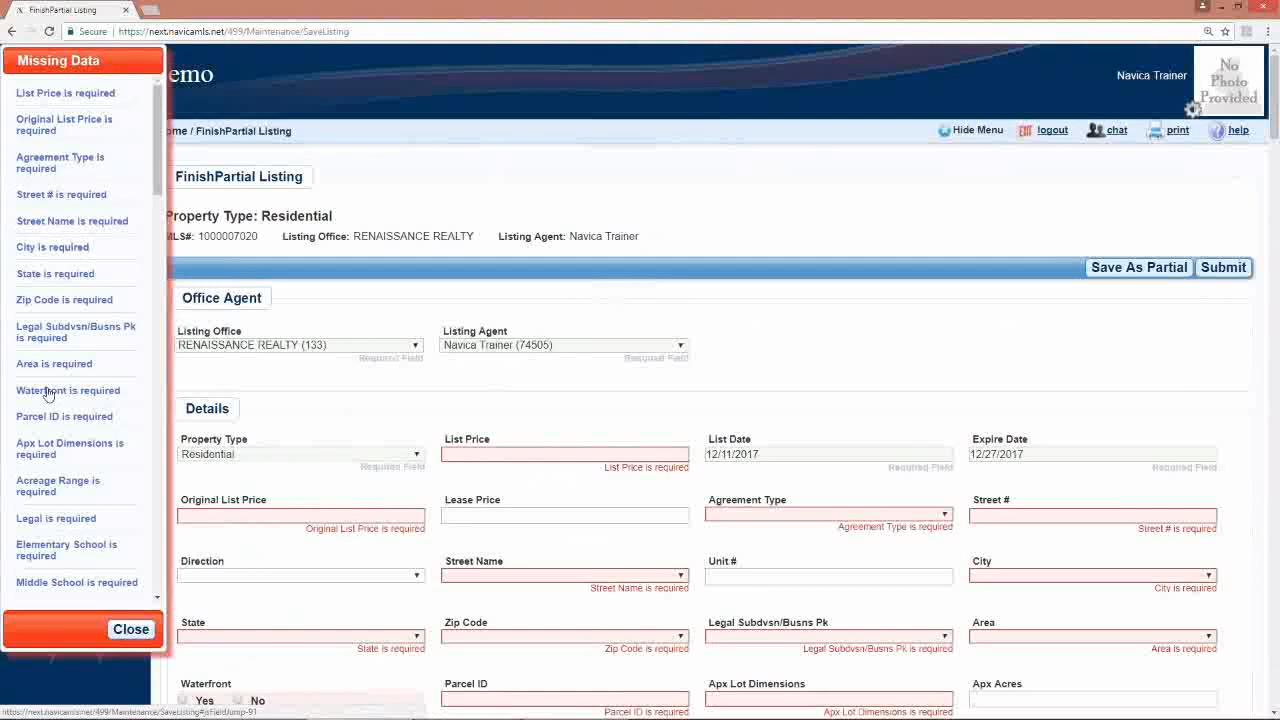 FinishPartial Listing
Secure
https://next.navicamls.net/499/Maintenance/SaveListing
emo
Navica Trainer
No
Photo
Provided
ome / FinishPartial Listing
Hide Menu
EXIT
logout
chat
print
help
Missing Data
List Price is required
Original List Price is
required
Agreement Type is
required
Street # is required
Street Name is required
City is required
State is required
Zip Code is required
Legal Subdvsn/Busns Pk
is required
Area is required
Waterfront is required
Parcel ID is required
Apx Lot Dimensions is
required
Acreage Range is
required
Legal is required
Elementary School is
required
Middle School is required
Close
FinishPartial Listing
Property Type: Residential
MLS#: 1000007020 Listing Office: RENAISSANCE REALTY Listing Agent: Navica Trainer
Save As Partial Submit
Office Agent
Listing Office Listing Agent
RENAISSANCE REALTY (133) Navica Trainer (74505)
Required Field Required Field
Details
Property Type List Price List Date Expire Date
Residential 12/11/2017 12/27/2017
Required Field List Price is required Required Field Required Field
Original List Price Lease Price Agreement Type Street #
Original List Price is required Agreement Type is required Street # is required
Direction Street Name Unit # City
Street Name is required City is required
State Zip Code Legal Subdvsn/Busns Pk Area
State is required Zip Code is required Legal Subdvsn/Busns Pk is required Area is required
Waterfront Parcel ID Apx Lot Dimensions Apx Acres
Yes No
Parcel ID is required Apx Lot Dimensions is required
https://next.navicamls.net/499/Maintenance/SaveListing#jsFieldJump-91